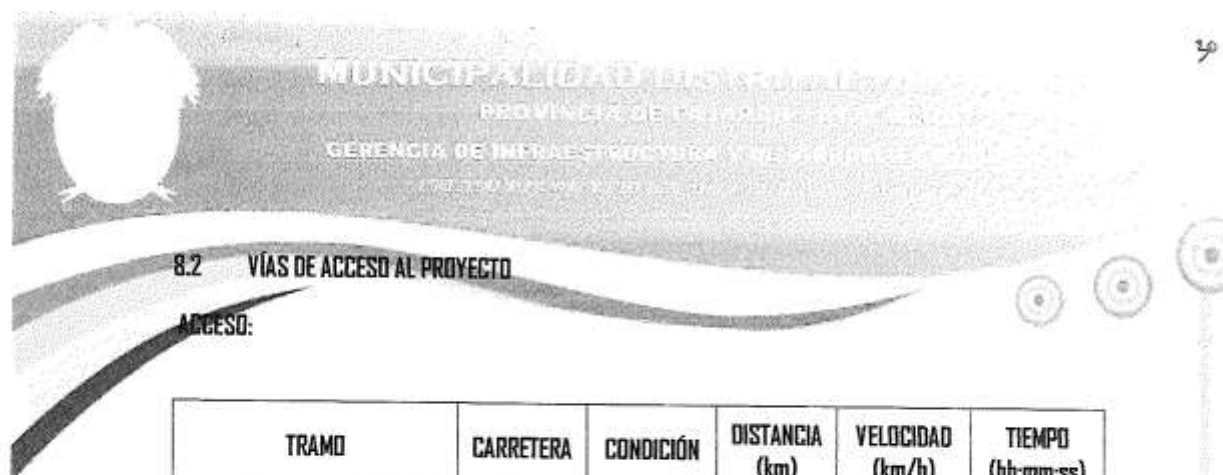 30
MUNICIPALIDAD DISTRITAL
PROVINCIA DE
GERENCIA DE INFRAESTRUCTURA Y
8.2 VÍAS DE ACCESO AL PROYECTO
ACCESO:
TRAMO CARRETERA CONDICIÓN DISTANCIA (km) VELOCIDAD (km/h) TIEMPO (hh:mm:ss)